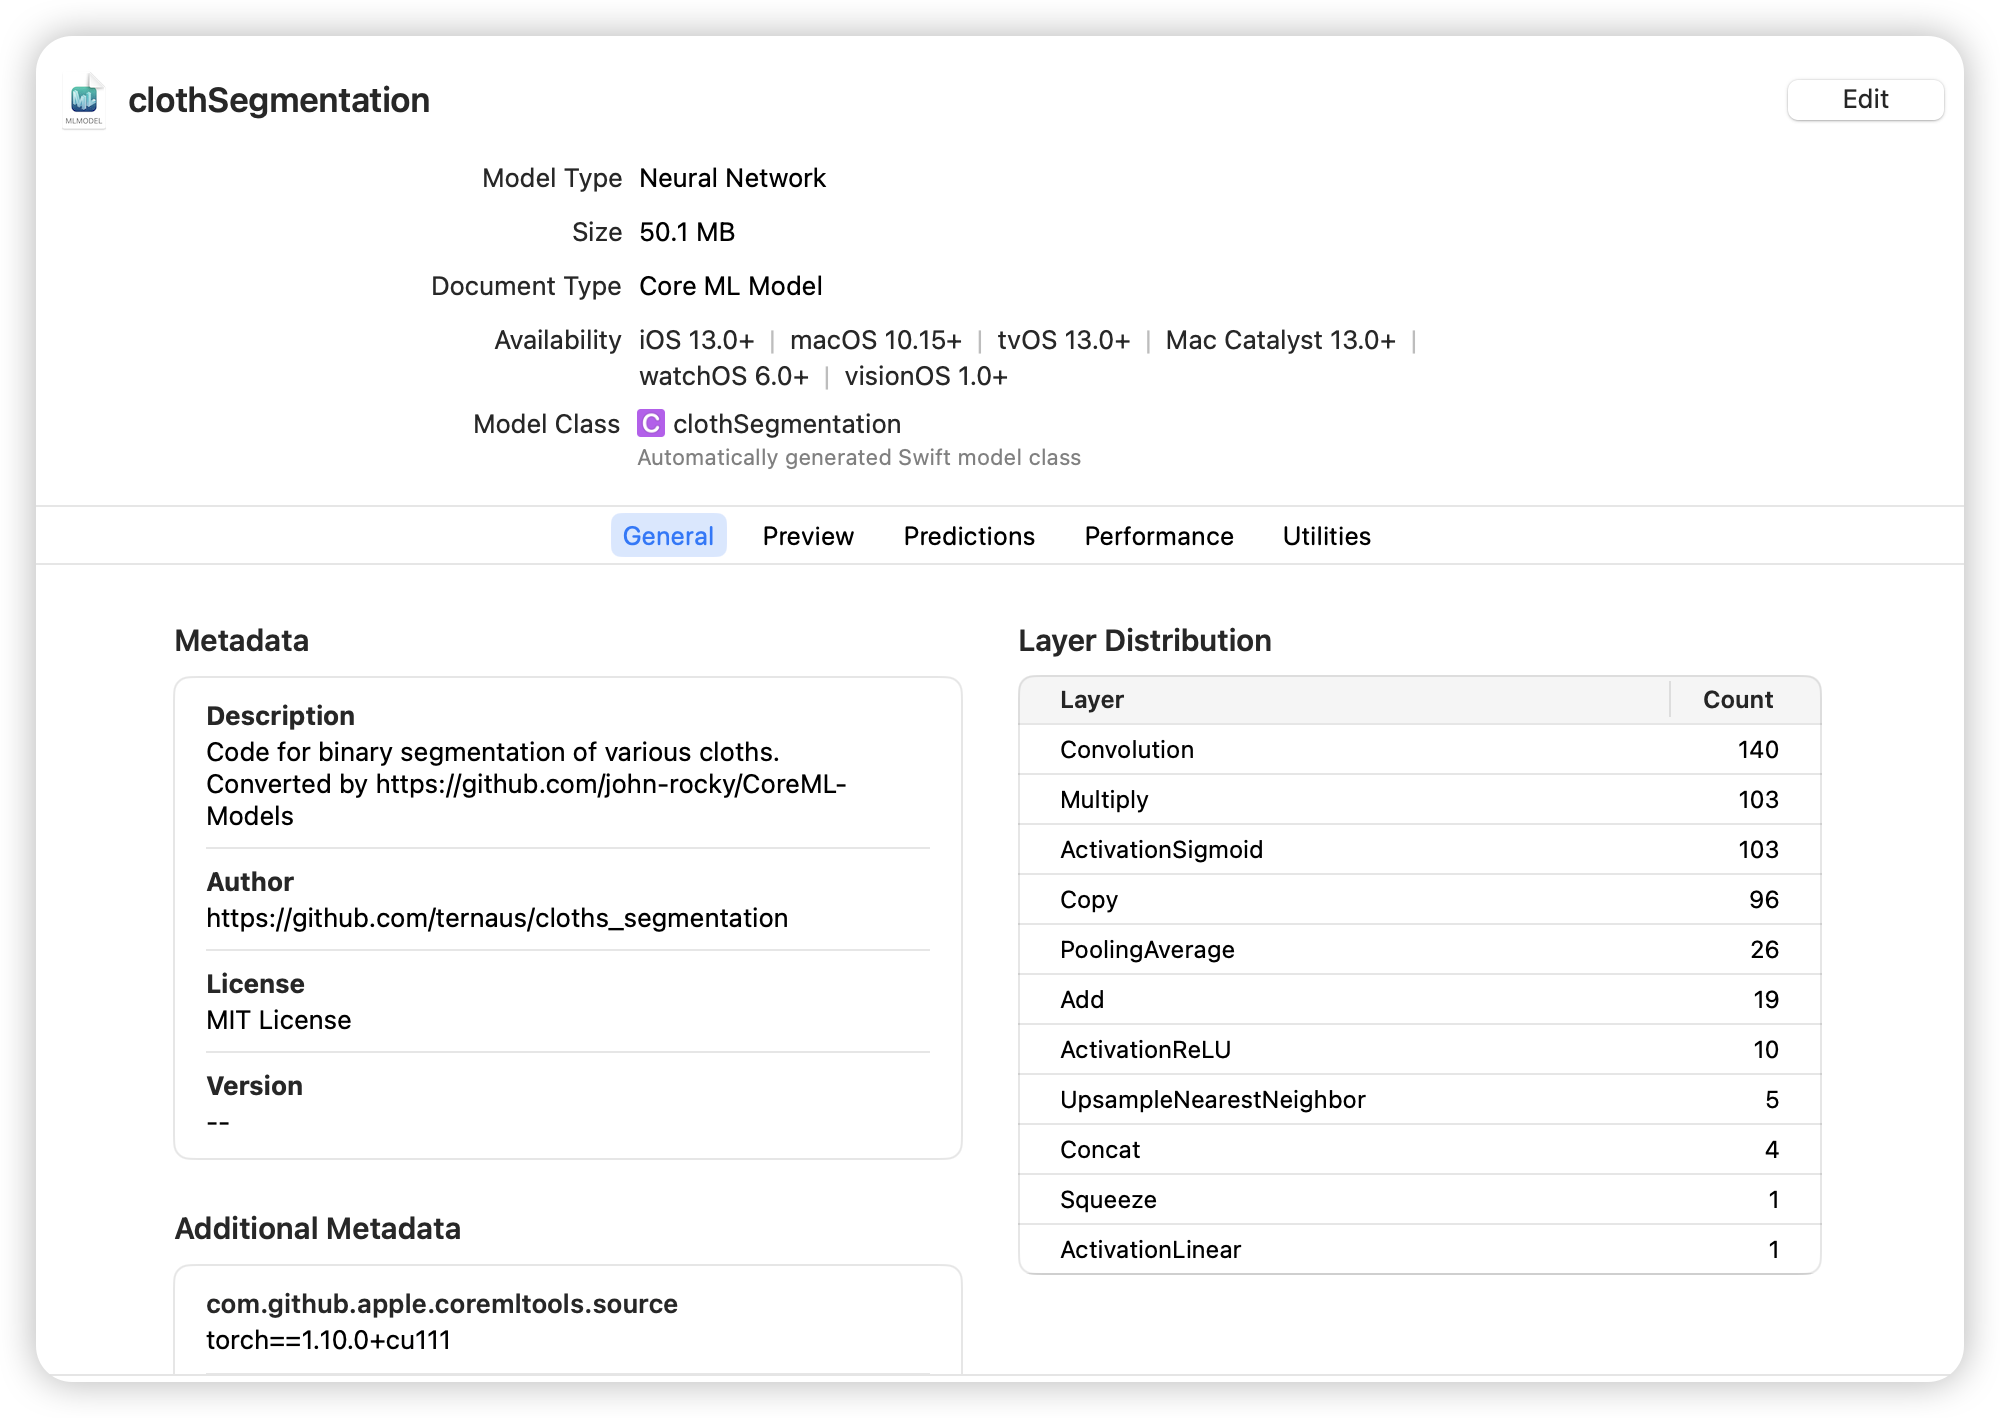 ML
MLMODEL
clothSegmentation
Edit
Model Type Neural Network
Size 50.1 MB
Document Type Core ML Model
Availability iOS 13.0+ | macOS 10.15+ | tvOS 13.0+ | Mac Catalyst 13.0+ |
watchOS 6.0+ | visionOS 1.0+
Model Class C clothSegmentation
Automatically generated Swift model class
General Preview Predictions Performance Utilities
Metadata
Description
Code for binary segmentation of various cloths.
Converted by https://github.com/john-rocky/CoreML-
Models
Author
https://github.com/ternaus/cloths_segmentation
License
MIT License
Version
--
Additional Metadata
com.github.apple.coremltools.source
torch==1.10.0+cu111
Layer Distribution
Layer Count
Convolution 140
Multiply 103
ActivationSigmoid 103
Copy 96
PoolingAverage 26
Add 19
ActivationReLU 10
UpsampleNearestNeighbor 5
Concat 4
Squeeze 1
ActivationLinear 1